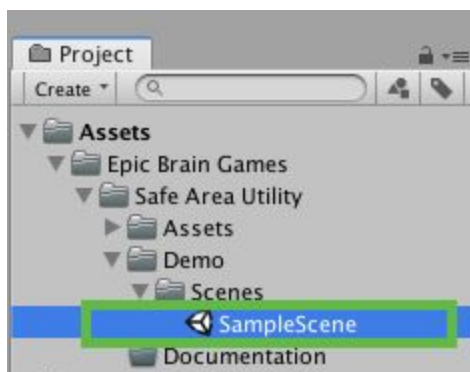 Project
Create
Assets
Epic Brain Games
Safe Area Utility
Assets
Demo
Scenes
SampleScene
Documentation